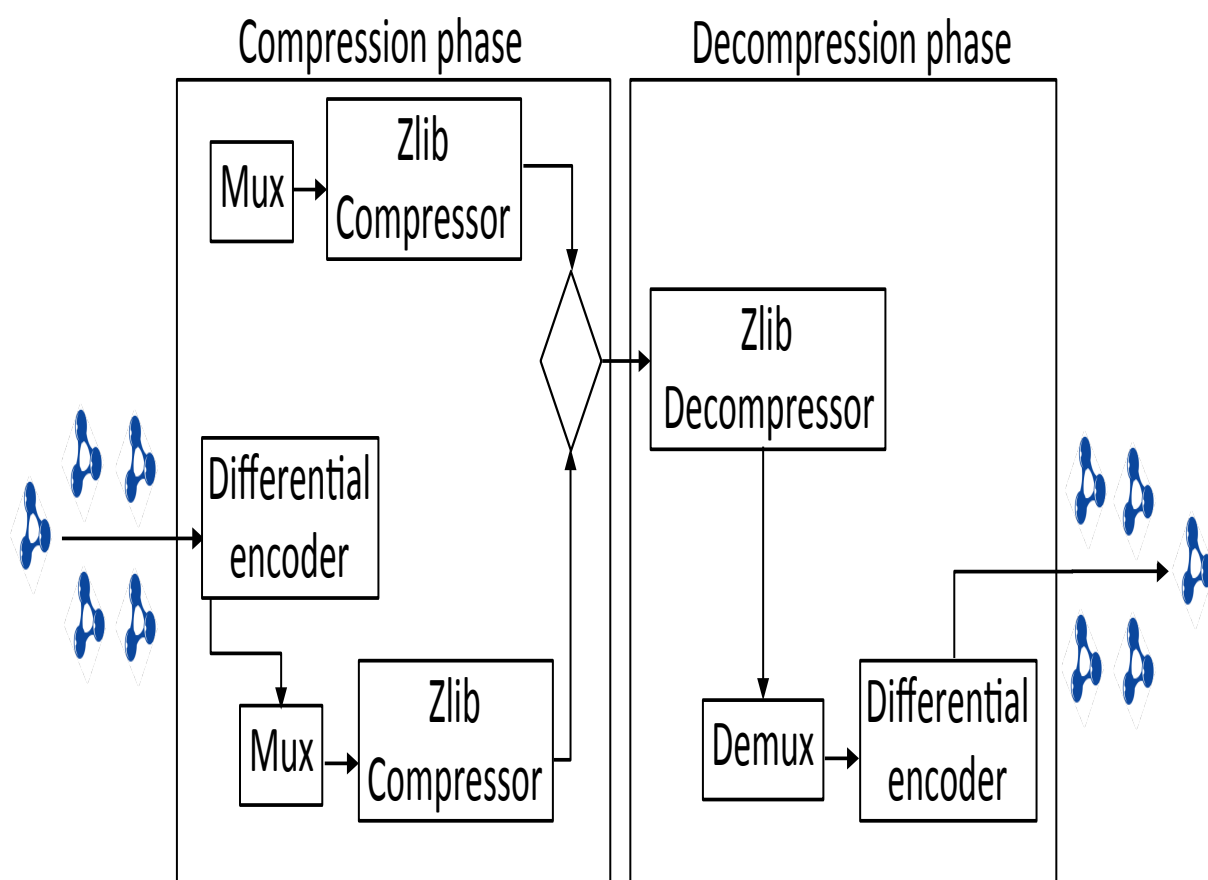 Compression phase
Decompression phase
Mux
Zlib
Compressor
Zlib
Decompressor
Differential
encoder
Mux
Zlib
Compressor
Demux
Differential
encoder